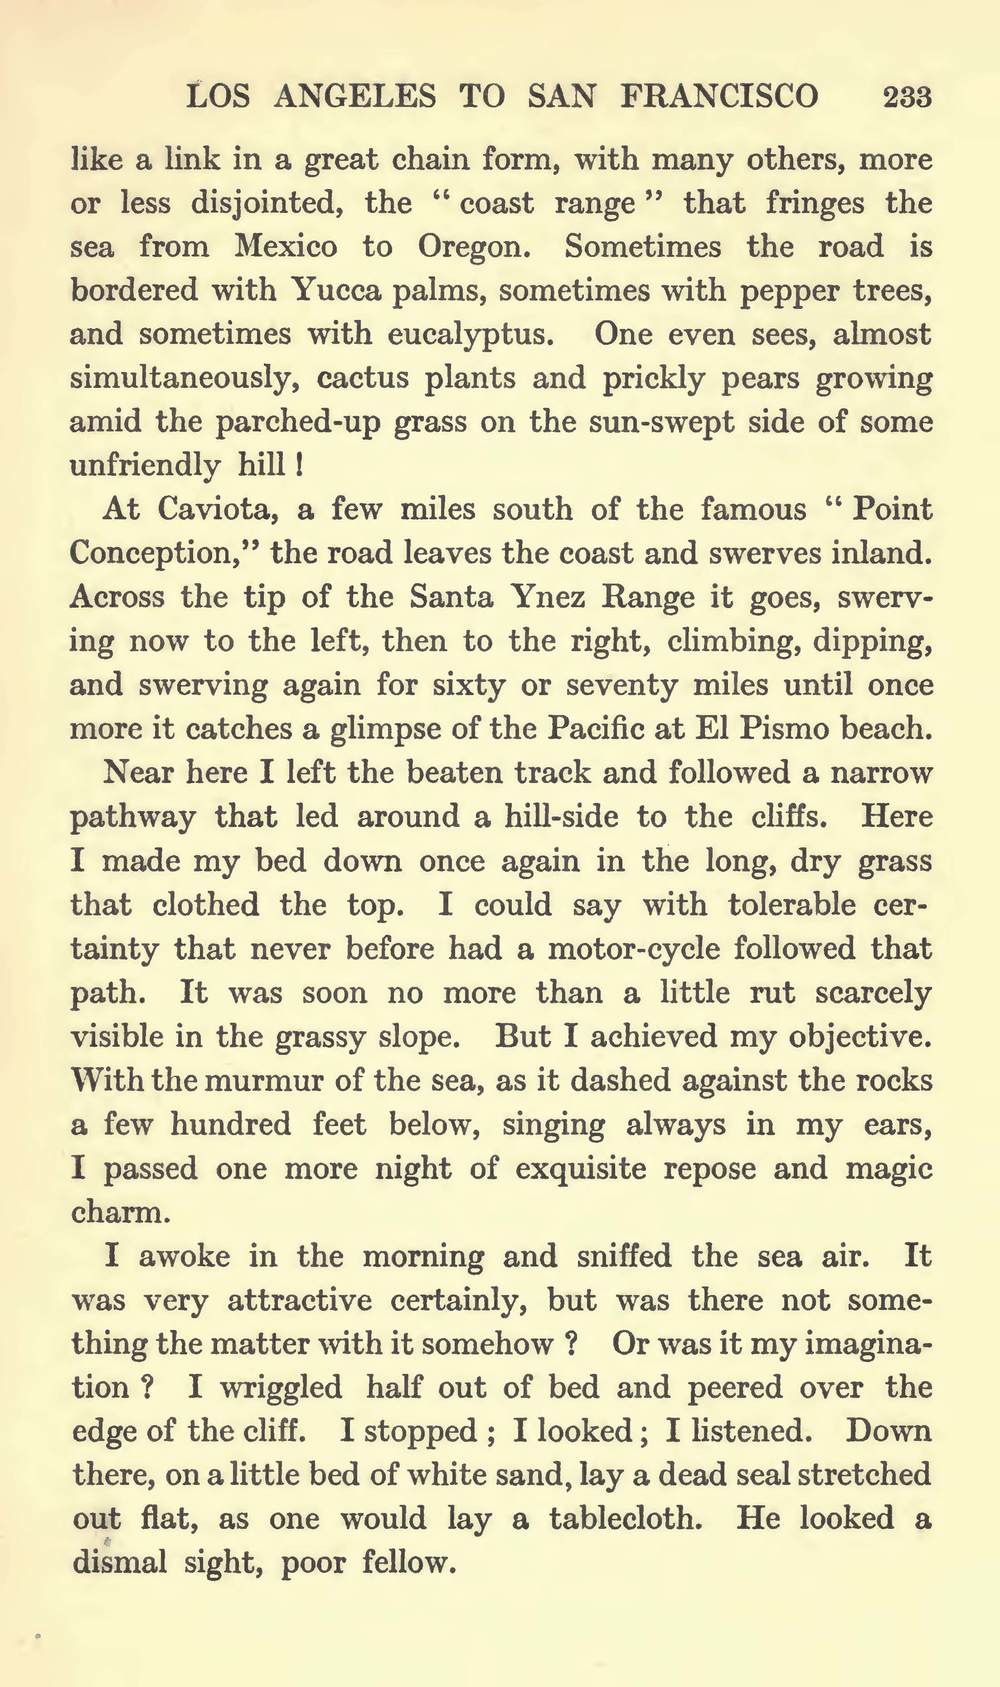 LOS ANGELES TO SAN FRANCISCO 233
like a link in a great chain form, with many others, more
or less disjointed, the “ coast range ” that fringes the
sea from Mexico to Oregon. Sometimes the road is
bordered with Yucca palms, sometimes with pepper trees,
and sometimes with eucalyptus. One even sees, almost
simultaneously, cactus plants and prickly pears growing
amid the parched-up grass on the sun-swept side of some
unfriendly hill !
At Caviota, a few miles south of the famous “ Point
Conception,” the road leaves the coast and swerves inland.
Across the tip of the Santa Ynez Range it goes, swerv-
ing now to the left, then to the right, climbing, dipping,
and swerving again for sixty or seventy miles until once
more it catches a glimpse of the Pacific at El Pismo beach.
Near here I left the beaten track and followed a narrow
pathway that led around a hill-side to the cliffs. Here
I made my bed down once again in the long, dry grass
that clothed the top. I could say with tolerable cer-
tainty that never before had a motor-cycle followed that
path. It was soon no more than a little rut scarcely
visible in the grassy slope. But I achieved my objective.
With the murmur of the sea, as it dashed against the rocks
a few hundred feet below, singing always in my ears,
I passed one more night of exquisite repose and magic
charm.
I awoke in the morning and sniffed the sea air. It
was very attractive certainly, but was there not some-
thing the matter with it somehow ? Or was it my imagina-
tion ? I wriggled half out of bed and peered over the
edge of the cliff. I stopped ; I looked ; I listened. Down
there, on a little bed of white sand, lay a dead seal stretched
out flat, as one would lay a tablecloth. He looked a
dismal sight, poor fellow.